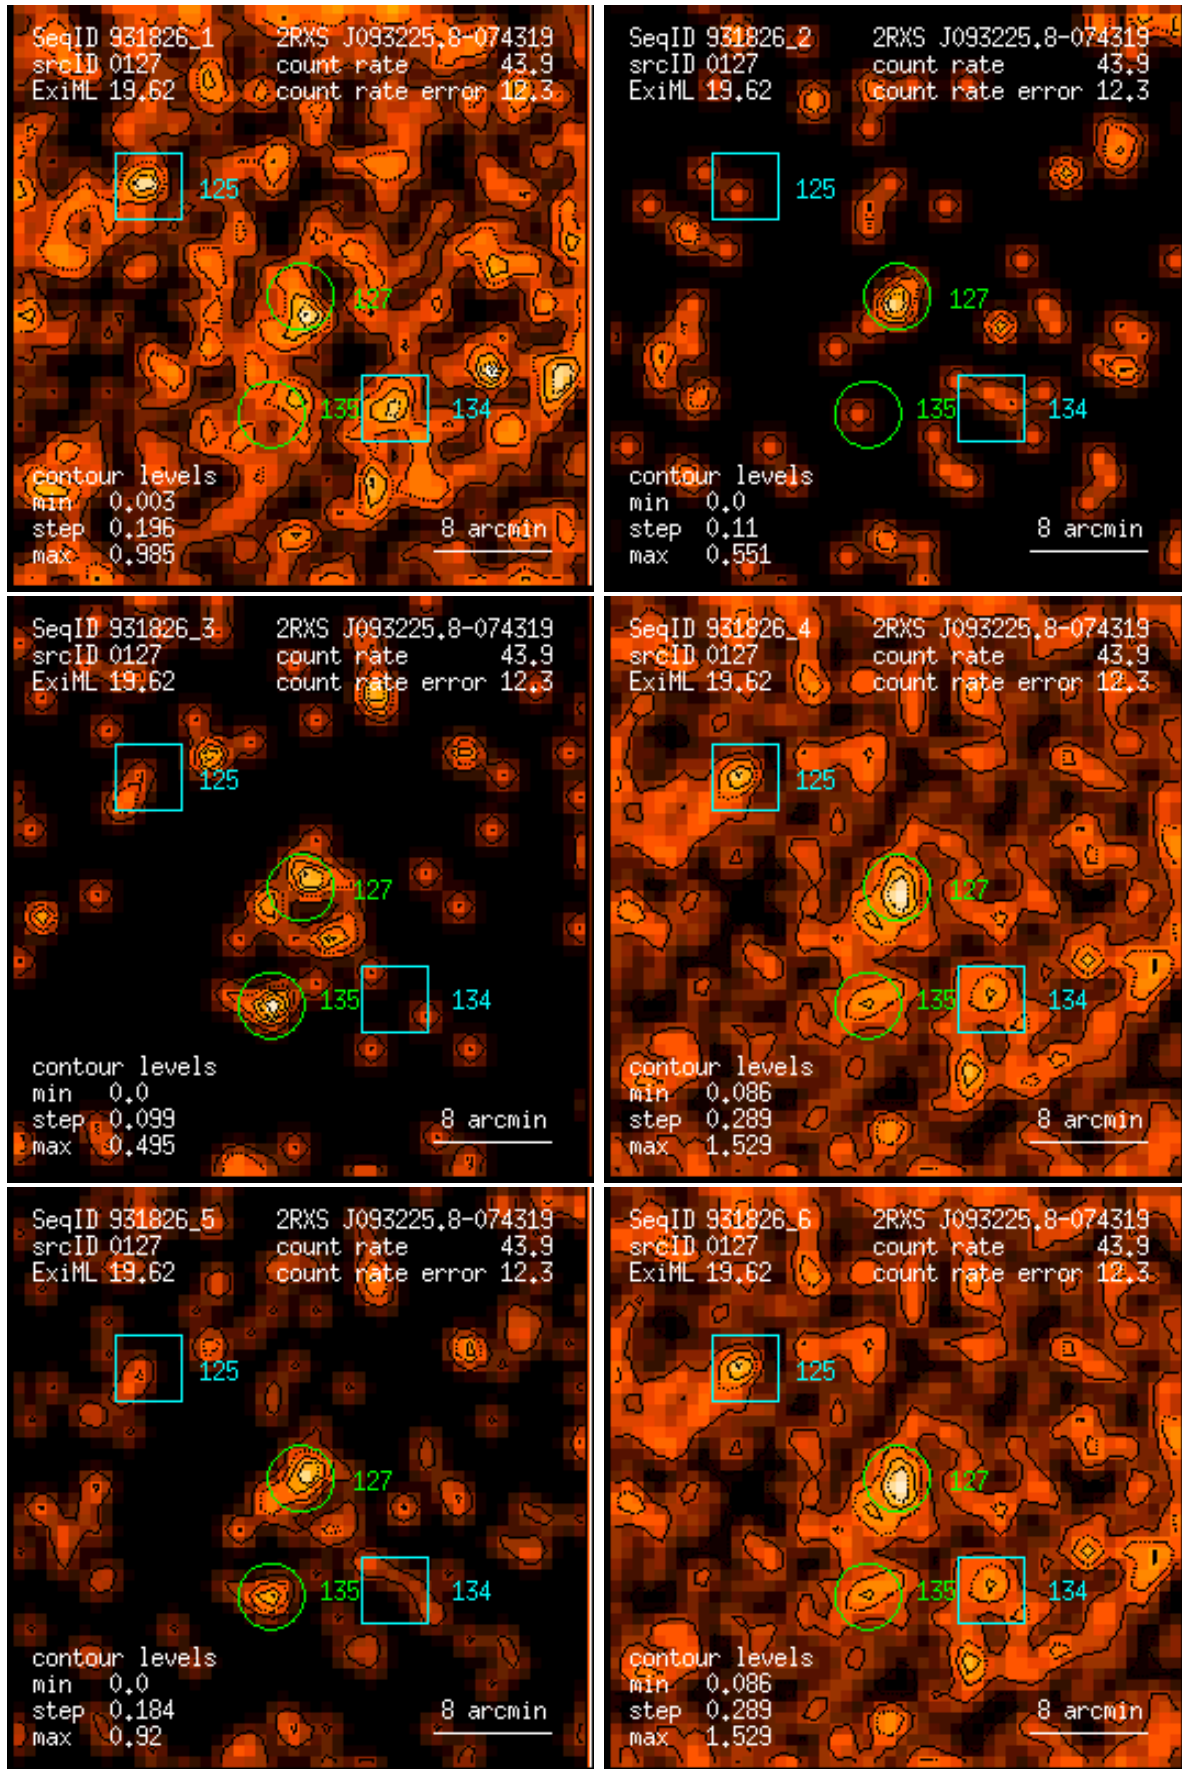 SeqID 931826_1 2RXS J093225.8-074319
srcID 0127 count rate 43.9
ExiML 19.62 count rate error 12.3
125
127
135 134
contour levels
min 0.003
step 0.196 8 arcmin
max 0.985
SeqID 931826_2 2RXS J093225.8-074319
srcID 0127 count rate 43.9
ExiML 19.62 count rate error 12.3
125
127
135 134
contour levels
min 0.0
step 0.11 8 arcmin
max 0.551
SeqID 931826_3 2RXS J093225.8-074319
srcID 0127 count rate 43.9
ExiML 19.62 count rate error 12.3
125
127
135 134
contour levels
min 0.0
step 0.099 8 arcmin
max 0.495
SeqID 931826_4 2RXS J093225.8-074319
srcID 0127 count rate 43.9
ExiML 19.62 count rate error 12.3
125
127
135 134
contour levels
min 0.086
step 0.289 8 arcmin
max 1.529
SeqID 931826_5 2RXS J093225.8-074319
srcID 0127 count rate 43.9
ExiML 19.62 count rate error 12.3
125
127
135 134
contour levels
min 0.0
step 0.184 8 arcmin
max 0.92
SeqID 931826_6 2RXS J093225.8-074319
srcID 0127 count rate 43.9
ExiML 19.62 count rate error 12.3
125
127
135 134
contour levels
min 0.086
step 0.289 8 arcmin
max 1.529